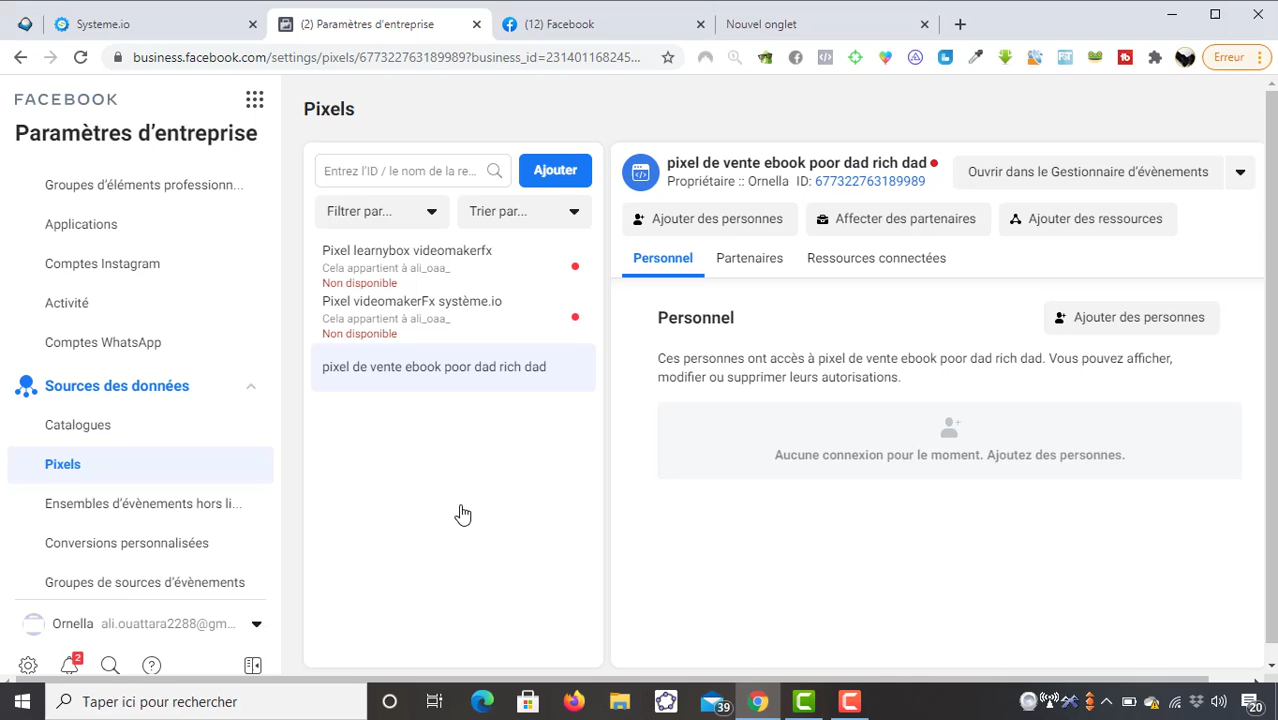 Systeme.io
(2) Paramètres d'entreprise
(12) Facebook
Nouvel onglet
business.facebook.com/settings/pixels/677322763189989?business_id=231401168245...
Erreur
FACEBOOK
Paramètres d'entreprise
Groupes d'éléments professionn...
Applications
Comptes Instagram
Activité
Comptes WhatsApp
Sources des données
Catalogues
Pixels
Ensembles d'évènements hors li...
Conversions personnalisées
Groupes de sources d'évènements
Ornella ali.ouattara2288@gm...
2
Pixels
Entrez l'ID / le nom de la re...
Ajouter
Filtrer par...
Trier par...
Pixel learnybox videomakerfx
Cela appartient à ali_oaa_
Non disponible
Pixel videomakerFx système.io
Cela appartient à ali_oaa_
Non disponible
pixel de vente ebook poor dad rich dad
pixel de vente ebook poor dad rich dad
Propriétaire :: Ornella ID: 677322763189989
Ouvrir dans le Gestionnaire d'évènements
Ajouter des personnes
Affecter des partenaires
Ajouter des ressources
Personnel
Partenaires
Ressources connectées
Personnel
Ajouter des personnes
Ces personnes ont accès à pixel de vente ebook poor dad rich dad. Vous pouvez afficher,
modifier ou supprimer leurs autorisations.
Aucune connexion pour le moment. Ajoutez des personnes.
Taper ici pour rechercher
39
20